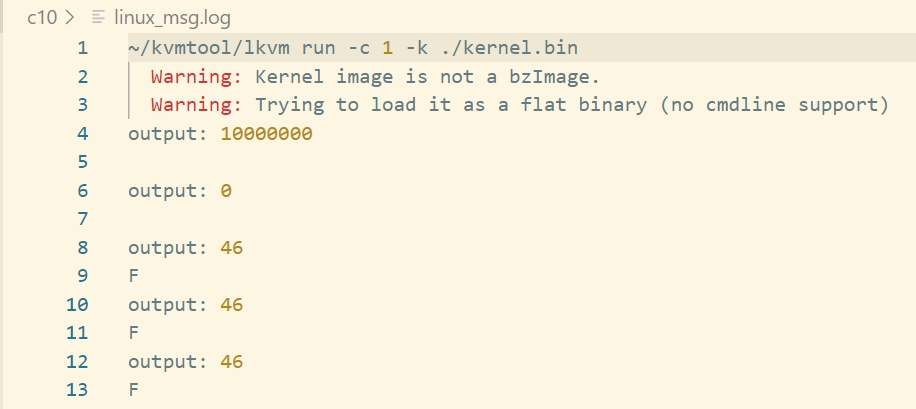 c10 > linux_msg.log
1 ~/kvmtool/lkvm run -c 1 -k ./kernel.bin
2 Warning: Kernel image is not a bzImage.
3 Warning: Trying to load it as a flat binary (no cmdline support)
4 output: 10000000
5
6 output: 0
7
8 output: 46
9 F
10 output: 46
11 F
12 output: 46
13 F